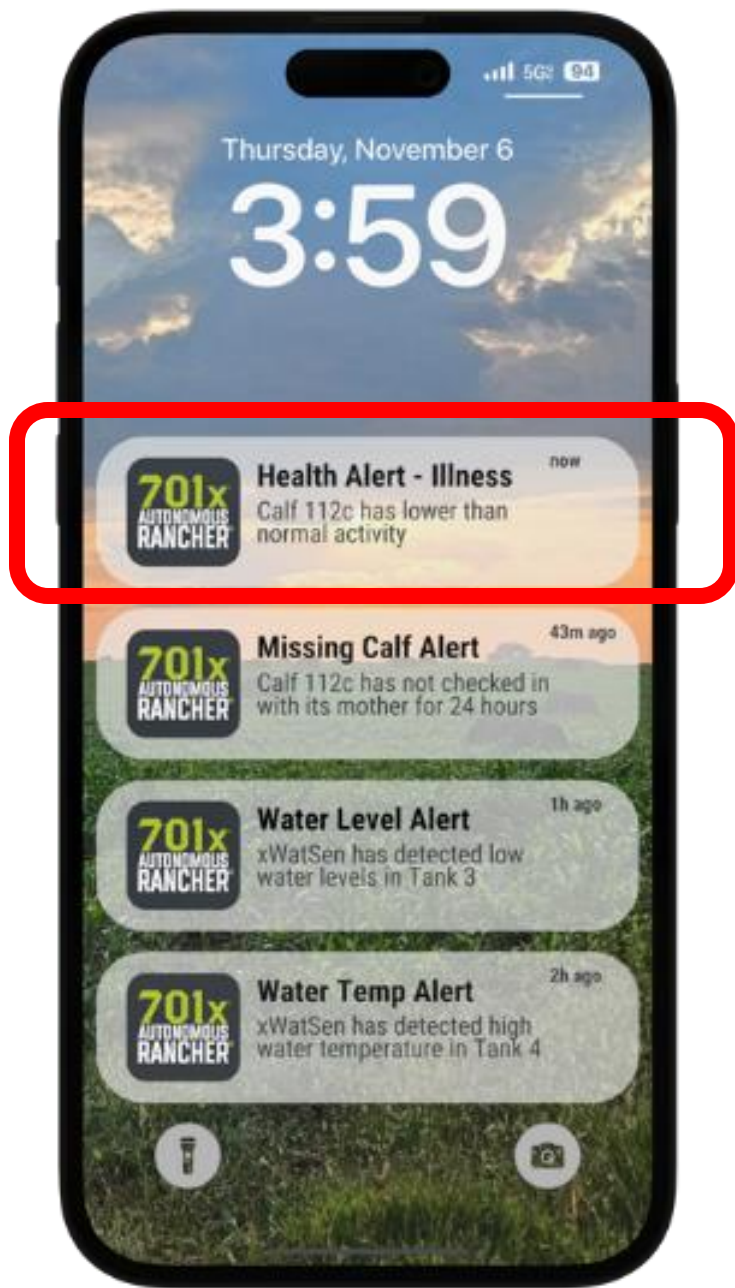 5G
94
Thursday, November 6
3:59
701x
AUTONOMOUS
RANCHER
Health Alert - Illness
now
Calf 112c has lower than
normal activity
701x
AUTONOMOUS
RANCHER
Missing Calf Alert
43m ago
Calf 112c has not checked in
with its mother for 24 hours
701x
AUTONOMOUS
RANCHER
Water Level Alert
1h ago
xWatSen has detected low
water levels in Tank 3
701x
AUTONOMOUS
RANCHER
Water Temp Alert
2h ago
xWatSen has detected high
water temperature in Tank 4